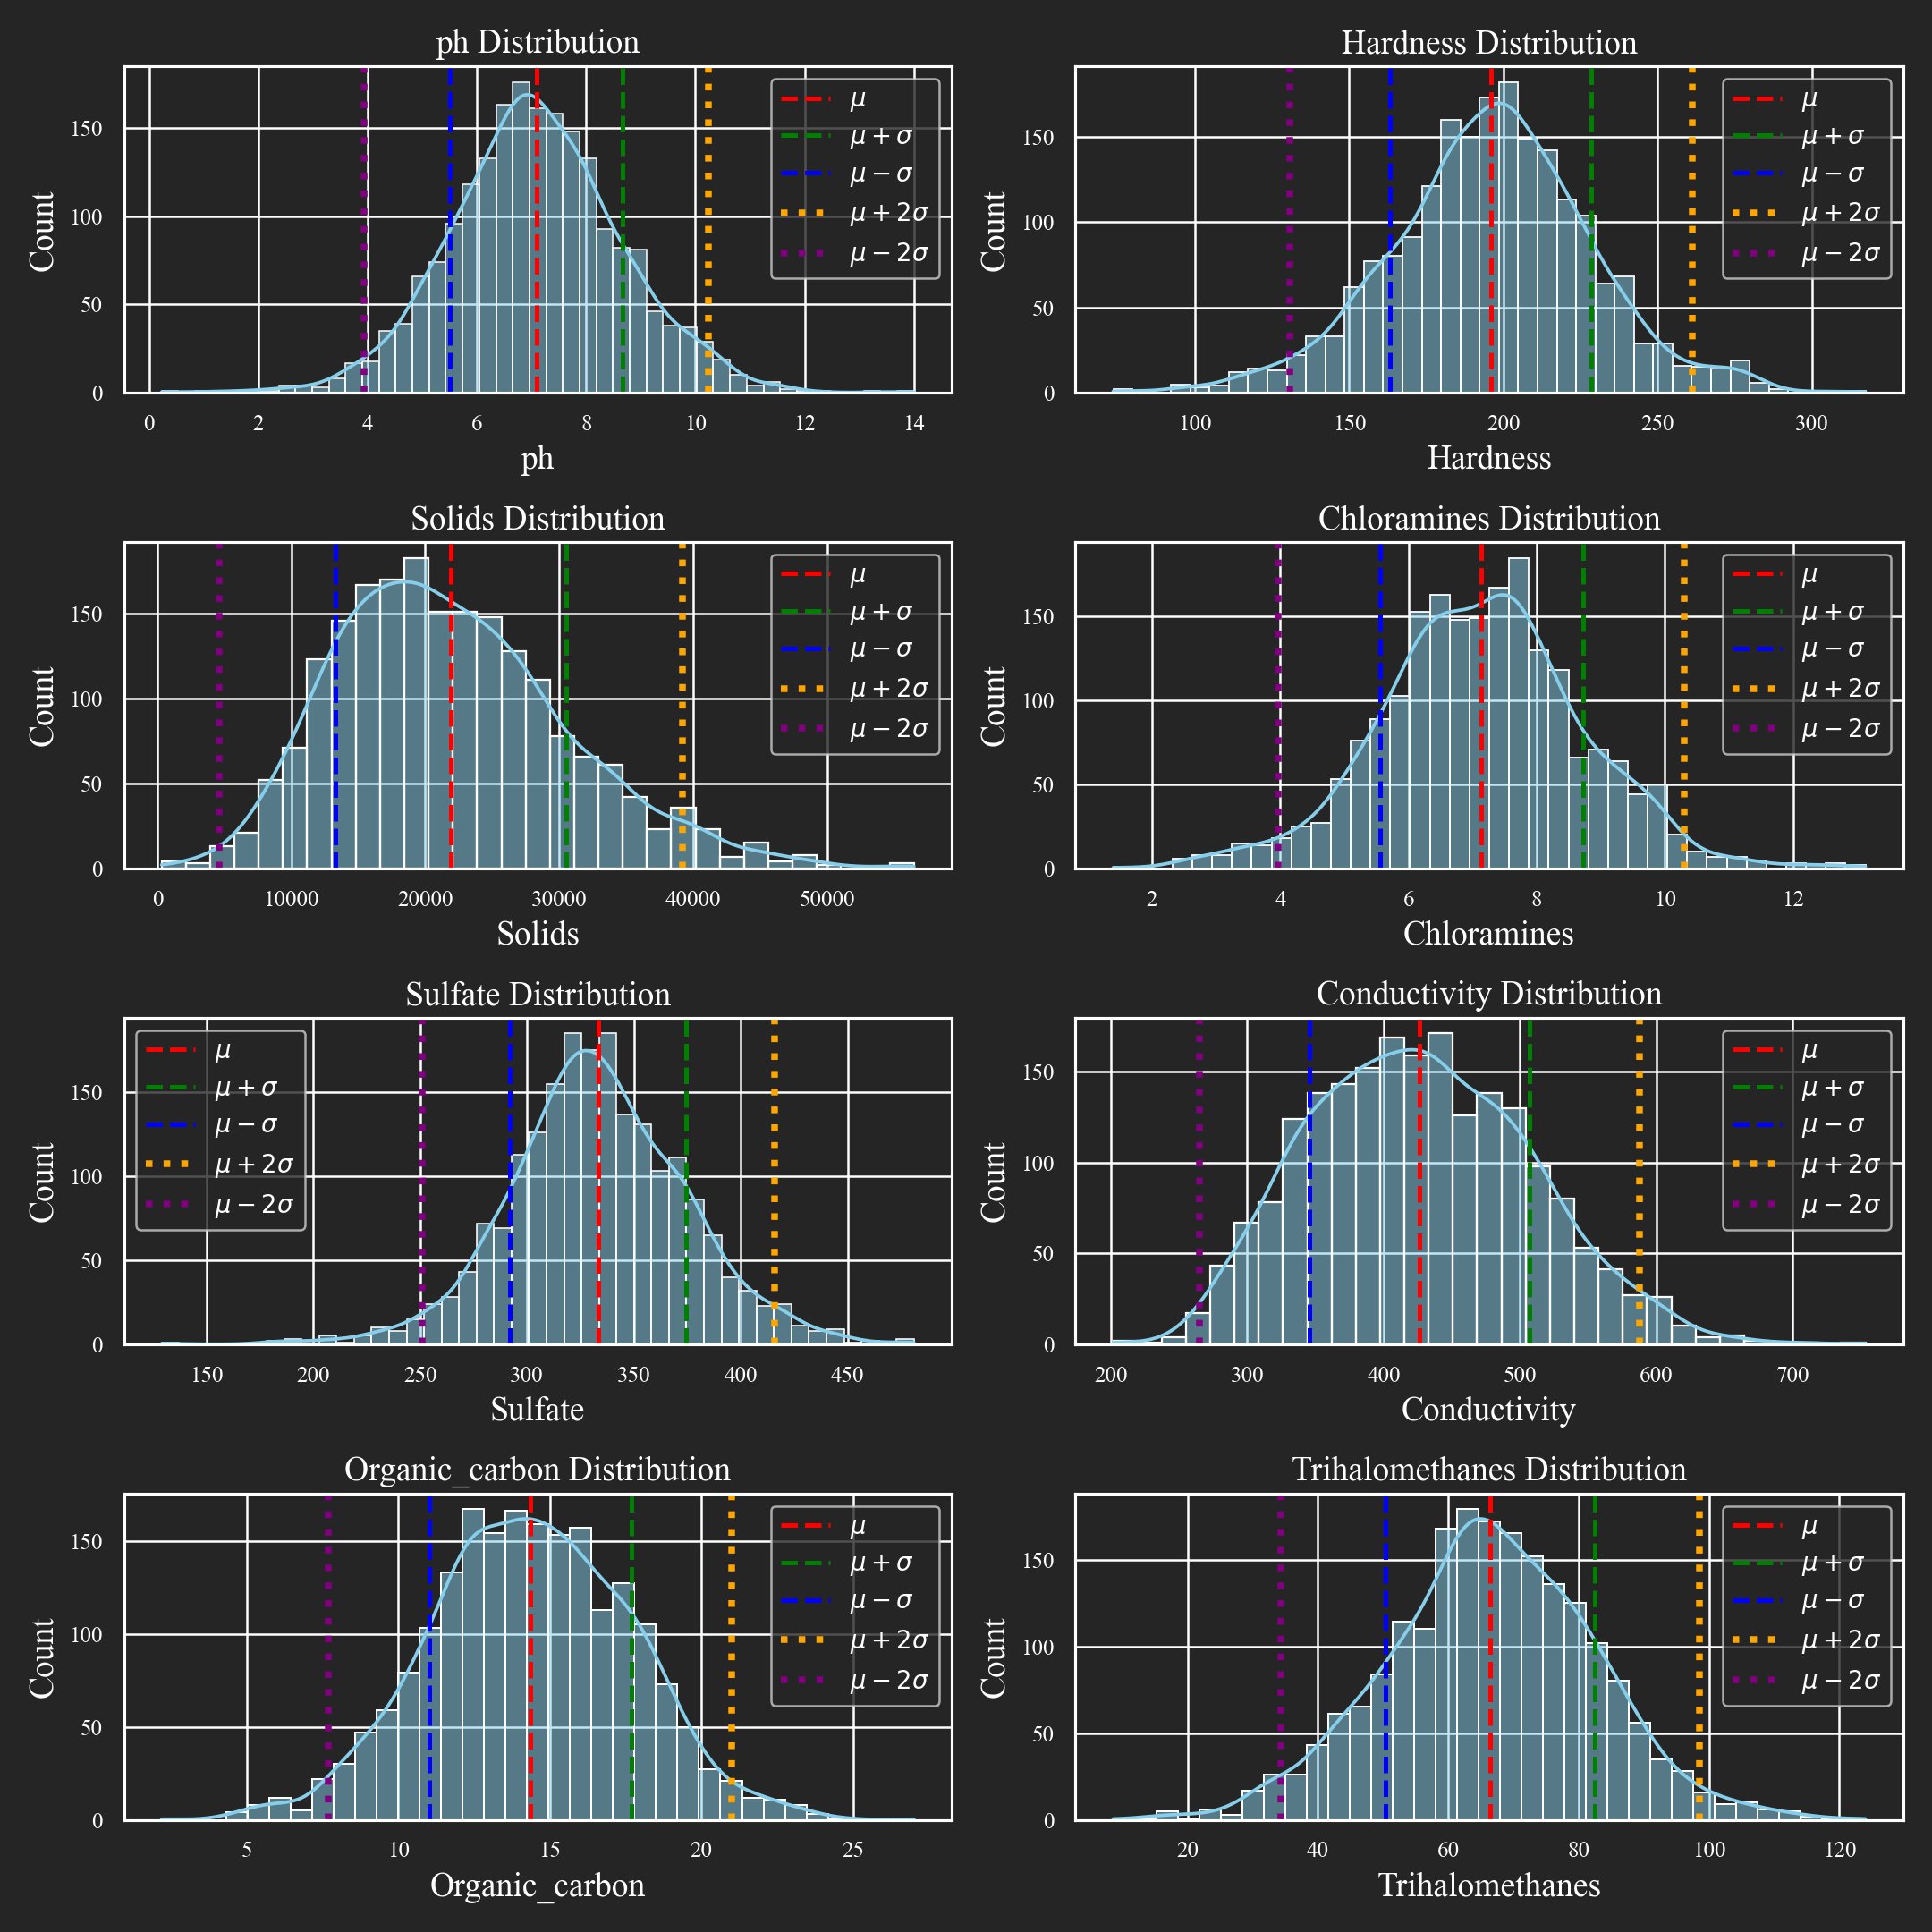 ph Distribution
Count
150
100
50
0
0 2 4 6 8 10 12 14
ph
μ
μ + σ
μ − σ
μ + 2σ
μ − 2σ
Hardness Distribution
Count
150
100
50
0
100 150 200 250 300
Hardness
μ
μ + σ
μ − σ
μ + 2σ
μ − 2σ
Solids Distribution
Count
150
100
50
0
0 10000 20000 30000 40000 50000
Solids
μ
μ + σ
μ − σ
μ + 2σ
μ − 2σ
Chloramines Distribution
Count
150
100
50
0
2 4 6 8 10 12
Chloramines
μ
μ + σ
μ − σ
μ + 2σ
μ − 2σ
Sulfate Distribution
Count
150
100
50
0
150 200 250 300 350 400 450
Sulfate
μ
μ + σ
μ − σ
μ + 2σ
μ − 2σ
Conductivity Distribution
Count
150
100
50
0
200 300 400 500 600 700
Conductivity
μ
μ + σ
μ − σ
μ + 2σ
μ − 2σ
Organic_carbon Distribution
Count
150
100
50
0
5 10 15 20 25
Organic_carbon
μ
μ + σ
μ − σ
μ + 2σ
μ − 2σ
Trihalomethanes Distribution
Count
150
100
50
0
20 40 60 80 100 120
Trihalomethanes
μ
μ + σ
μ − σ
μ + 2σ
μ − 2σ